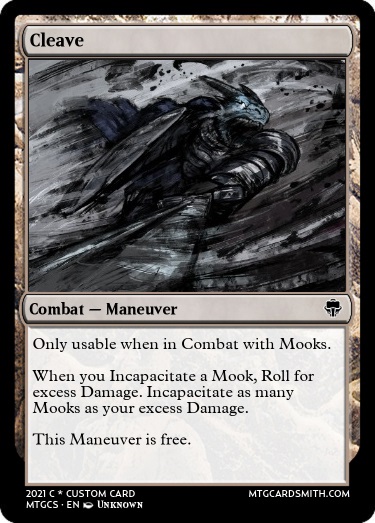 Cleave
Combat — Maneuver
Only usable when in Combat with Mooks.
When you Incapacitate a Mook, Roll for
excess Damage. Incapacitate as many
Mooks as your excess Damage.
This Maneuver is free.
2021 C * CUSTOM CARD
MTGCS • EN Unknown
MTGCARDSMITH.COM